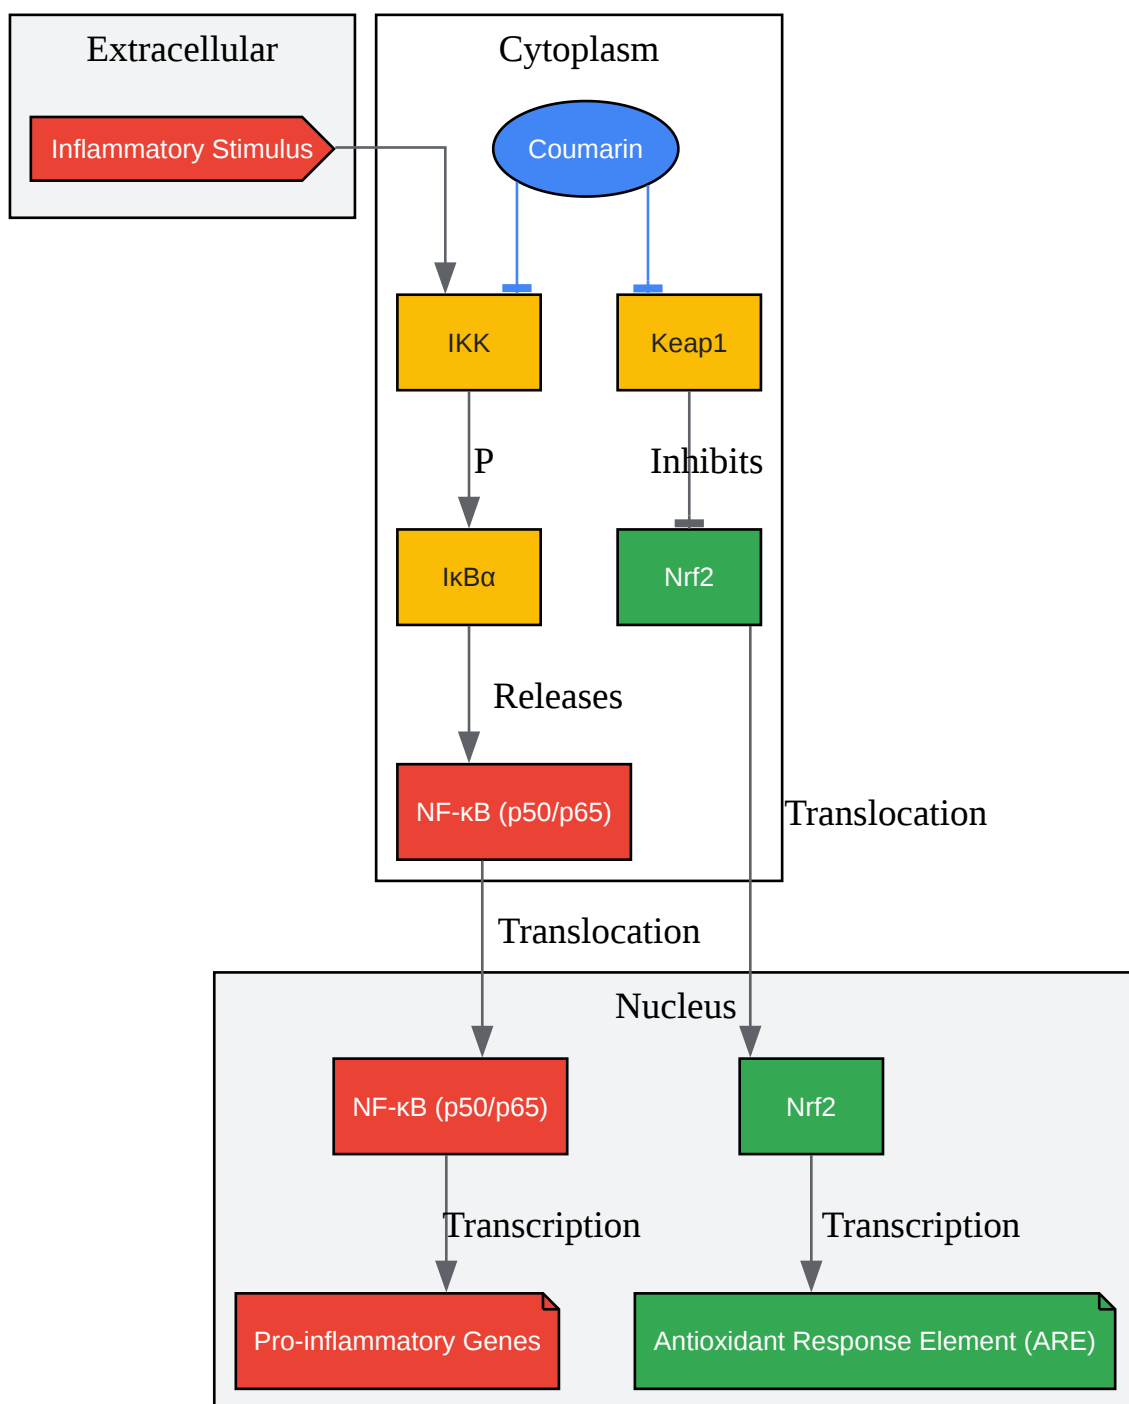 Extracellular
Cytoplasm
Inflammatory Stimulus
Coumarin
IKK
Keap1
P
Inhibits
IκBα
Nrf2
Releases
NF-κB (p50/p65)
Translocation
Translocation
Nucleus
NF-κB (p50/p65)
Nrf2
Transcription
Transcription
Pro-inflammatory Genes
Antioxidant Response Element (ARE)